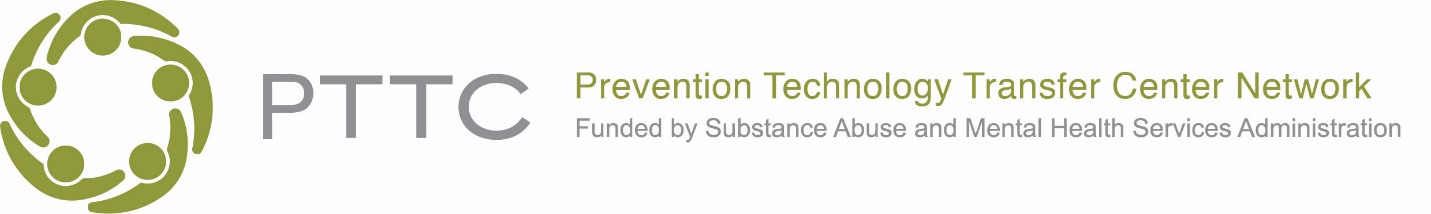 PTTC
Prevention Technology Transfer Center Network
Funded by Substance Abuse and Mental Health Services Administration